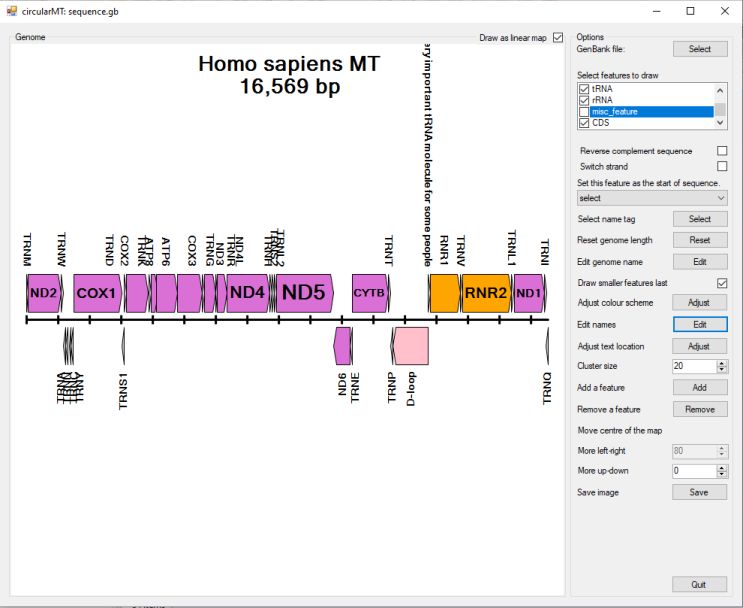 circularMT: sequence.gb
Genome
Draw as linear map
Homo sapiens MT
16,569 bp
ery important tRNA molecule for some people
TRNM
TRNW
TRND
COX2
TRNK
ATP8
ATP6
COX3
TRNG
ND3
TRNR
ND4L
TRNH
TRNS2
TRNL2
TRNT
RNR1
TRNV
TRNL1
TRNI
ND2
COX1
ND4
ND5
CYTB
RNR2
ND1
TRNA
TRNN
TRNC
TRNY
TRNS1
ND6
TRNE
TRNP
D-loop
TRNQ
Options
GenBank file:
Select
Select features to draw
tRNA
rRNA
misc_feature
CDS
Reverse complement sequence
Switch strand
Set this feature as the start of sequence.
select
Select name tag
Select
Reset genome length
Reset
Edit genome name
Edit
Draw smaller features last
Adjust colour scheme
Adjust
Edit names
Edit
Adjust text location
Adjust
Cluster size
20
Add a feature
Add
Remove a feature
Remove
Move centre of the map
More left-right
80
More up-down
0
Save image
Save
Quit